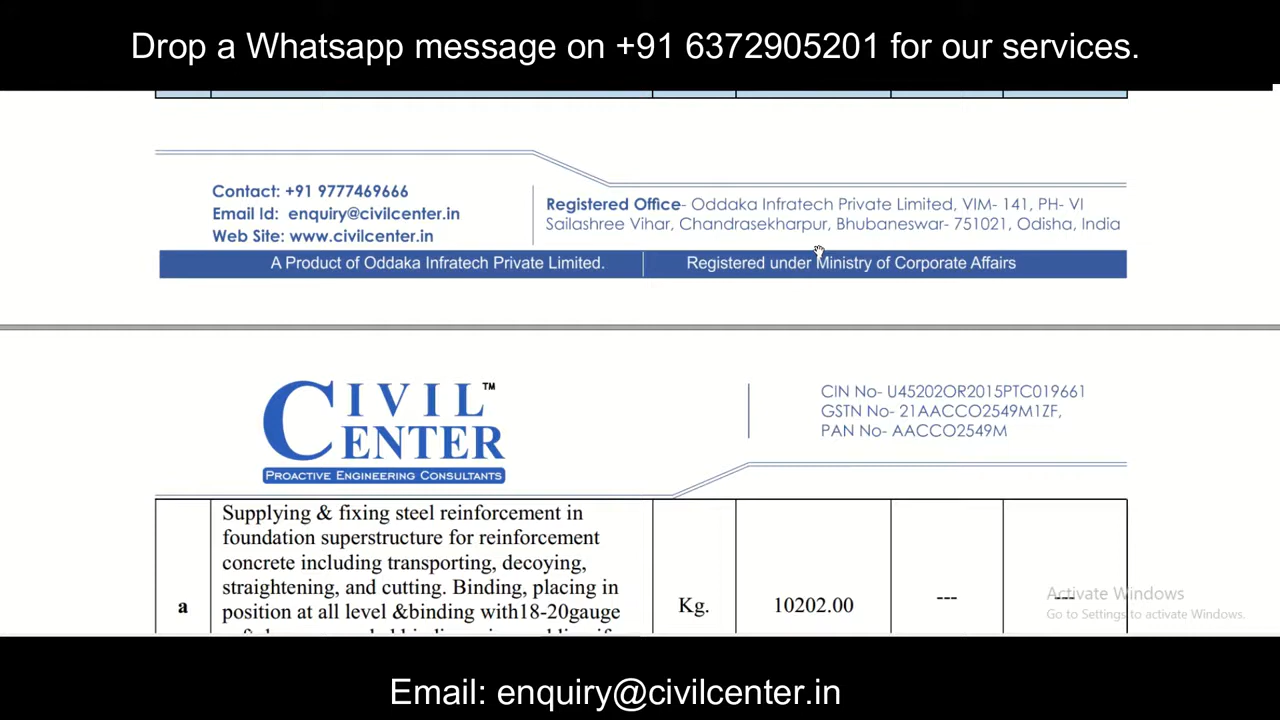 Drop a Whatsapp message on +91 6372905201 for our services.
Contact: +91 9777469666
Email Id: enquiry@civilcenter.in
Web Site: www.civilcenter.in
Registered Office- Oddaka Infratech Private Limited, VIM- 141, PH- VI
Sailashree Vihar, Chandrasekharpur, Bhubaneswar- 751021, Odisha, India
A Product of Oddaka Infratech Private Limited.
Registered under Ministry of Corporate Affairs
CIVIL™
CENTER
PROACTIVE ENGINEERING CONSULTANTS
CIN No- U45202OR2015PTC019661
GSTN No- 21AACCO2549M1ZF,
PAN No- AACCO2549M
Supplying & fixing steel reinforcement in
foundation superstructure for reinforcement
concrete including transporting, decoying,
straightening, and cutting. Binding, placing in
a position at all level &binding with18-20gauge Kg. 10202.00 --- ---
Activate Windows
Go to Settings to activate Windows.
Email: enquiry@civilcenter.in